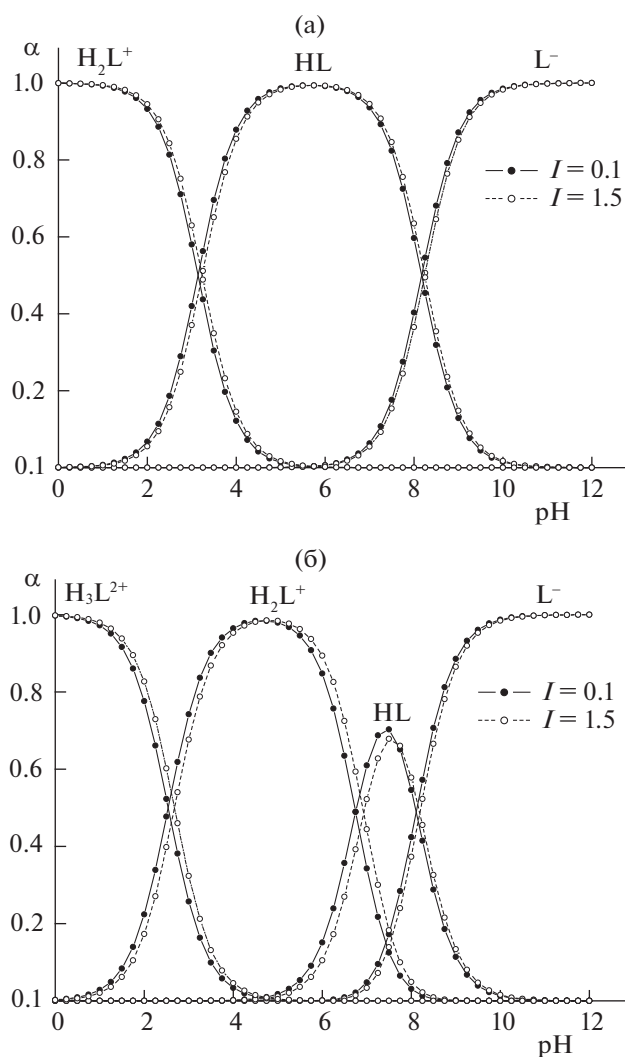 (а)
α
H₂L⁺ HL L⁻
1.0
0.8
0.6
0.4
0.2
0.1
I = 0.1
I = 1.5
0 2 4 6 8 10 12
pH
(б)
α
H₃L²⁺ H₂L⁺ HL L⁻
1.0
0.8
0.6
0.4
0.2
0.1
I = 0.1
I = 1.5
0 2 4 6 8 10 12
pH